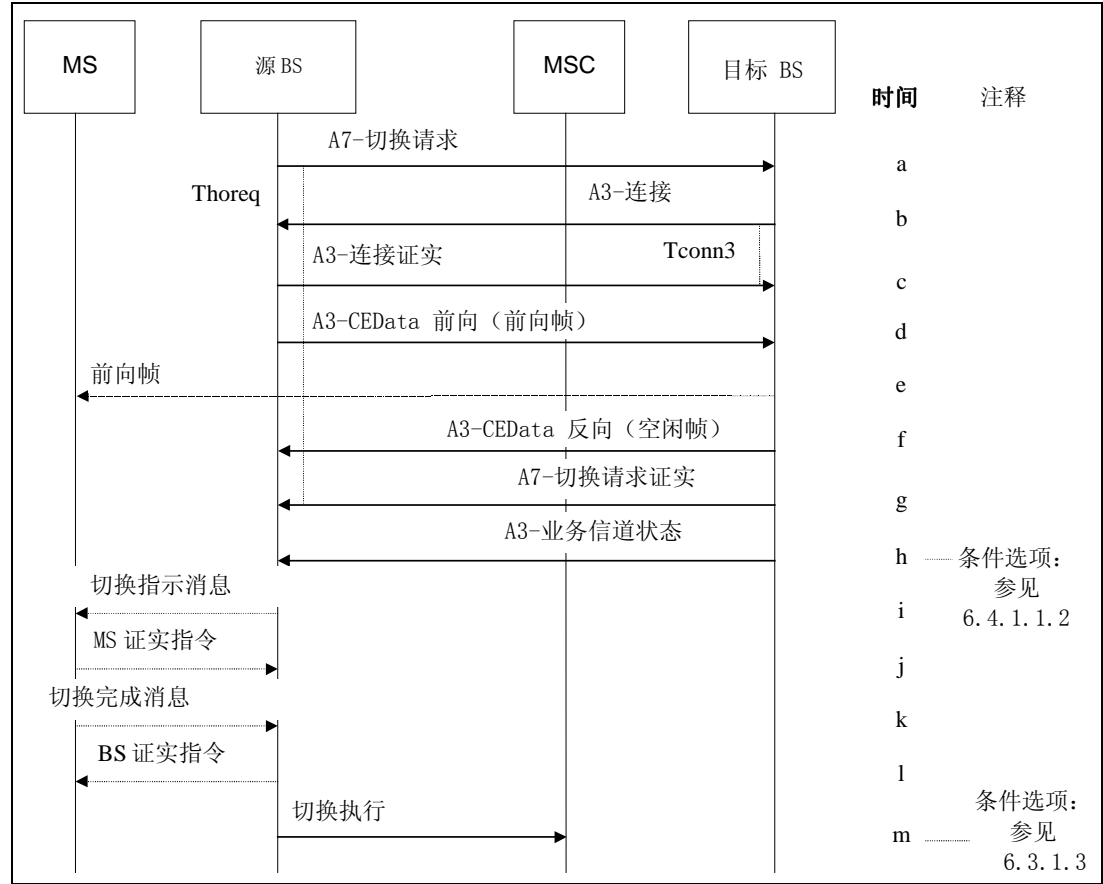 MS
源 BS
MSC
目标 BS
时间
注释
A7-切换请求
a
Thoreq
A3-连接
b
A3-连接证实
Tconn3
c
A3-CEData 前向（前向帧）
d
前向帧
e
A3-CEData 反向（空闲帧）
f
A7-切换请求证实
g
A3-业务信道状态
h
条件选项：
参见
6.4.1.1.2
切换指示消息
i
MS 证实指令
j
切换完成消息
k
BS 证实指令
l
切换执行
m
条件选项：
参见
6.3.1.3